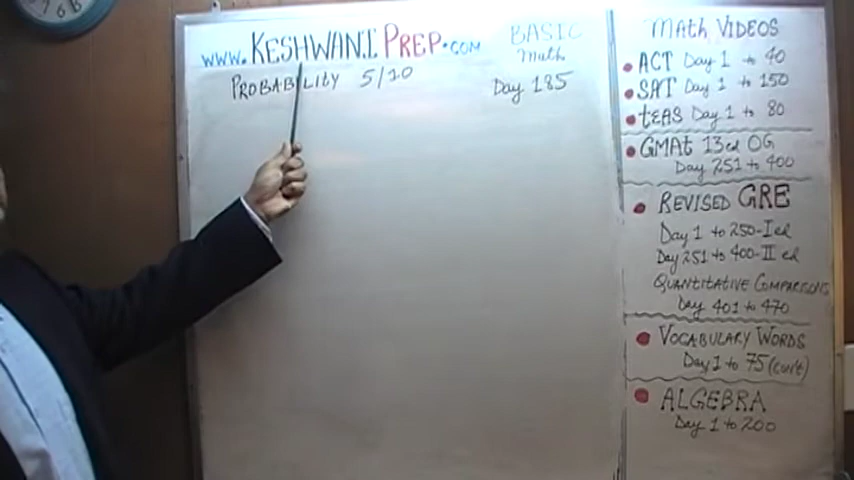 www.KESHWANI PREP.COM
BASIC
Math
PROBABILITY 5/10
Day 185
Math VIDEOS
ACT Day 1 to 40
SAT Day 1 to 150
tEAS Day 1 to 80
GMAt 13ed OG
Day 251 to 400
REVISED GRE
Day 1 to 250-I ed
Day 251 to 400-II ed
QUANTITATIVE COMPARISONS
Day 401 to 470
VOCABULARY WORDS
Day 1 to 75 (cun't)
ALGEBRA
Day 1 to 200